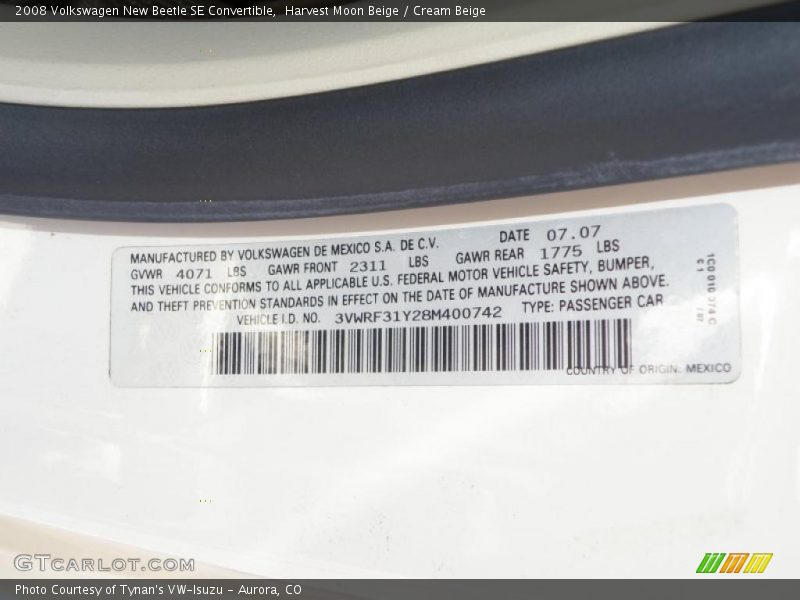 2008 Volkswagen New Beetle SE Convertible,  Harvest Moon Beige / Cream Beige
MANUFACTURED BY VOLKSWAGEN DE MEXICO S.A. DE C.V. DATE 07.07
GVWR 4071 LBS GAWR FRONT 2311 LBS GAWR REAR 1775 LBS
THIS VEHICLE CONFORMS TO ALL APPLICABLE U.S. FEDERAL MOTOR VEHICLE SAFETY, BUMPER,
AND THEFT PREVENTION STANDARDS IN EFFECT ON THE DATE OF MANUFACTURE SHOWN ABOVE.
VEHICLE I.D. NO. 3VWRF31Y28M400742 TYPE: PASSENGER CAR
COUNTRY OF ORIGIN: MEXICO
1C0 010 374 C
GTCarLot.com
Photo Courtesy of Tynan's VW-Isuzu - Aurora, CO